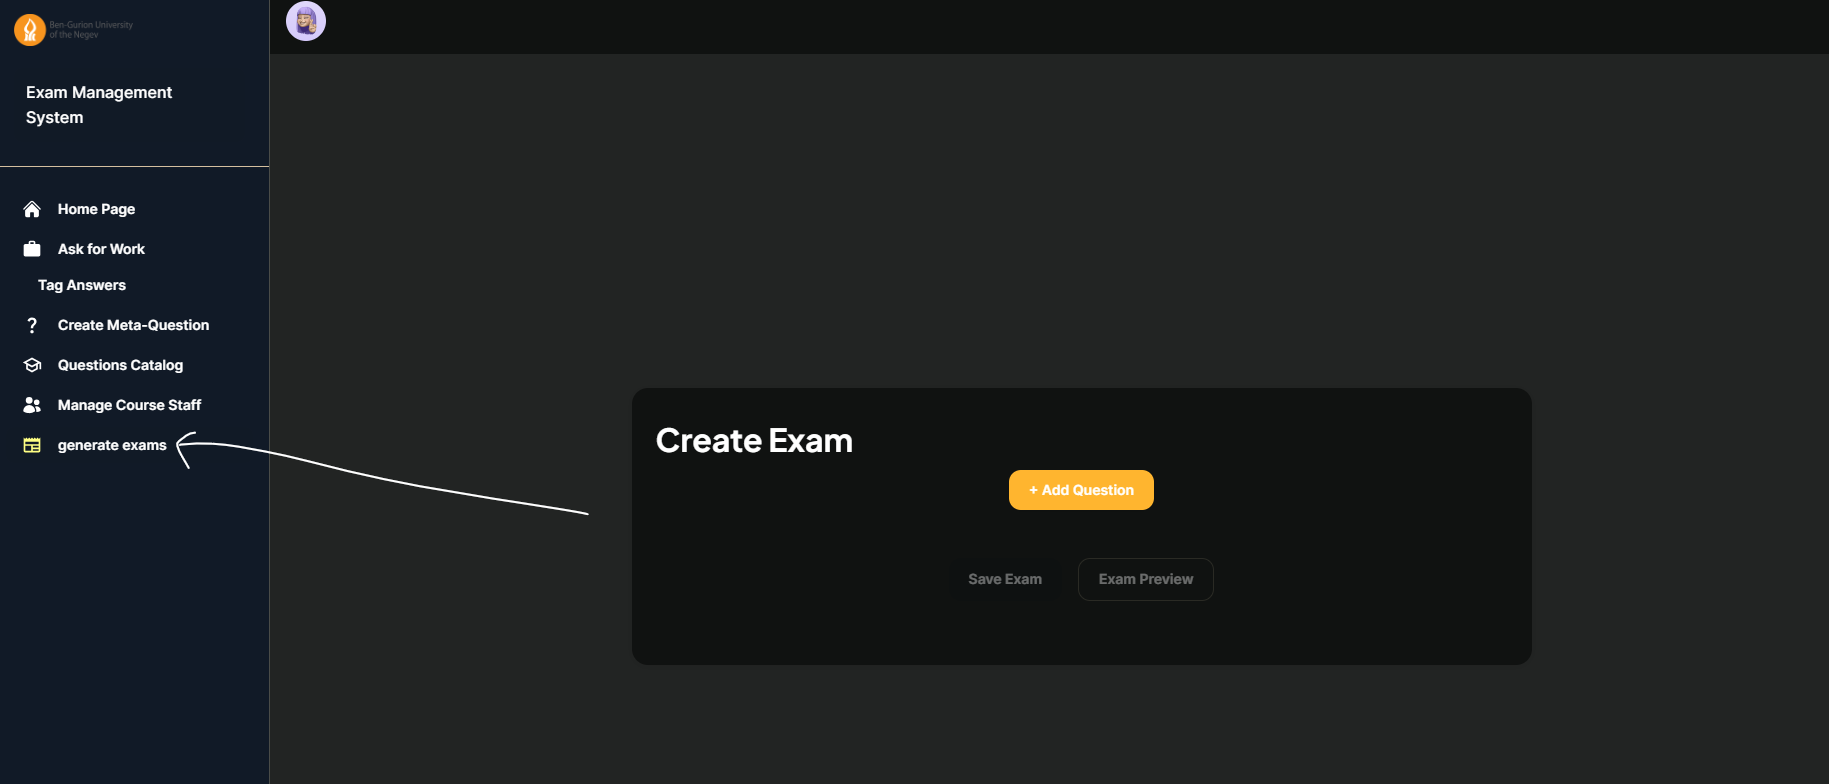 Ben-Gurion University
of the Negev
Exam Management
System
Home Page
Ask for Work
Tag Answers
Create Meta-Question
Questions Catalog
Manage Course Staff
generate exams
Create Exam
+ Add Question
Save Exam
Exam Preview